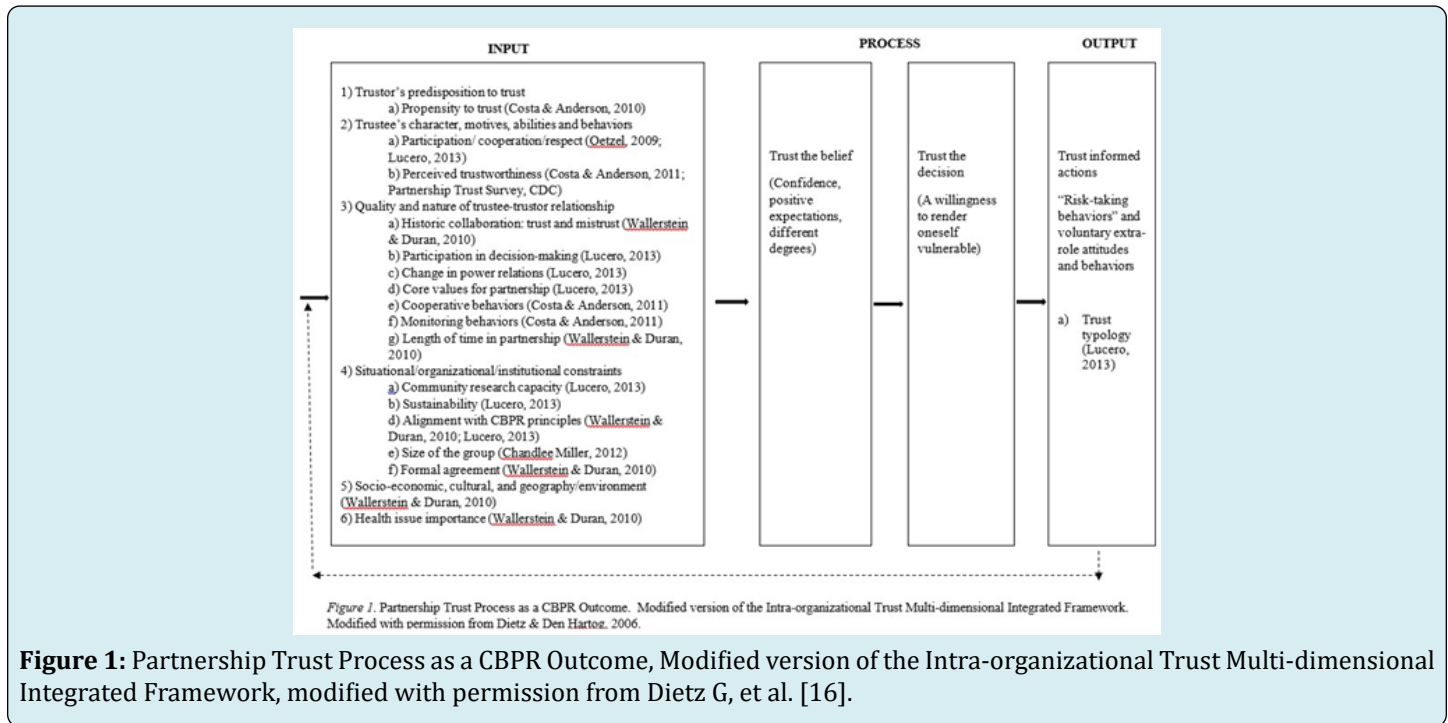 INPUT
PROCESS
OUTPUT
1) Trustor's predisposition to trust
a) Propensity to trust (Costa & Anderson, 2010)
2) Trustee's character, motives, abilities and behaviors
a) Participation/ cooperation/respect (Oetzel, 2009;
Lucero, 2013)
b) Perceived trustworthiness (Costa & Anderson, 2011;
Partnership Trust Survey, CDC)
3) Quality and nature of trustee-trustor relationship
a) Historic collaboration: trust and mistrust (Wallerstein
& Duran, 2010)
b) Participation in decision-making (Lucero, 2013)
c) Change in power relations (Lucero, 2013)
d) Core values for partnership (Lucero, 2013)
e) Cooperative behaviors (Costa & Anderson, 2011)
f) Monitoring behaviors (Costa & Anderson, 2011)
g) Length of time in partnership (Wallerstein & Duran,
2010)
4) Situational/organizational/institutional constraints
a) Community research capacity (Lucero, 2013)
b) Sustainability (Lucero, 2013)
d) Alignment with CBPR principles (Wallerstein &
Duran, 2010; Lucero, 2013)
e) Size of the group (Chandlee Miller, 2012)
f) Formal agreement (Wallerstein & Duran, 2010)
5) Socio-economic, cultural, and geography/environment
(Wallerstein & Duran, 2010)
6) Health issue importance (Wallerstein & Duran, 2010)
Trust the belief
(Confidence,
positive
expectations,
different
degrees)
Trust the
decision
(A willingness
to render
oneself
vulnerable)
Trust informed
actions
"Risk-taking
behaviors" and
voluntary extra-
role attitudes
and behaviors
a) Trust
typology
(Lucero,
2013)
Figure 1. Partnership Trust Process as a CBPR Outcome. Modified version of the Intra-organizational Trust Multi-dimensional Integrated Framework.
Modified with permission from Dietz & Den Hartog, 2006.
Figure 1: Partnership Trust Process as a CBPR Outcome, Modified version of the Intra-organizational Trust Multi-dimensional
Integrated Framework, modified with permission from Dietz G, et al. [16].